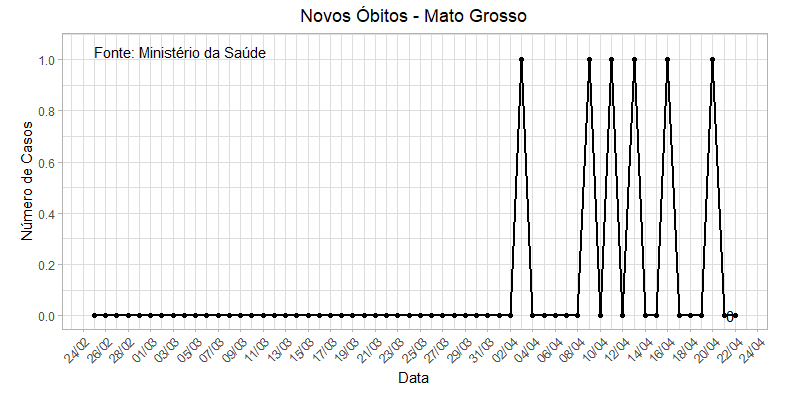 Novos Óbitos - Mato Grosso
Fonte: Ministério da Saúde
Número de Casos
1.0
0.8
0.6
0.4
0.2
0.0
0
24/02 26/02 28/02 01/03 03/03 05/03 07/03 09/03 11/03 13/03 15/03 17/03 19/03 21/03 23/03 25/03 27/03 29/03 31/03 02/04 04/04 06/04 08/04 10/04 12/04 14/04 16/04 18/04 20/04 22/04 24/04
Data